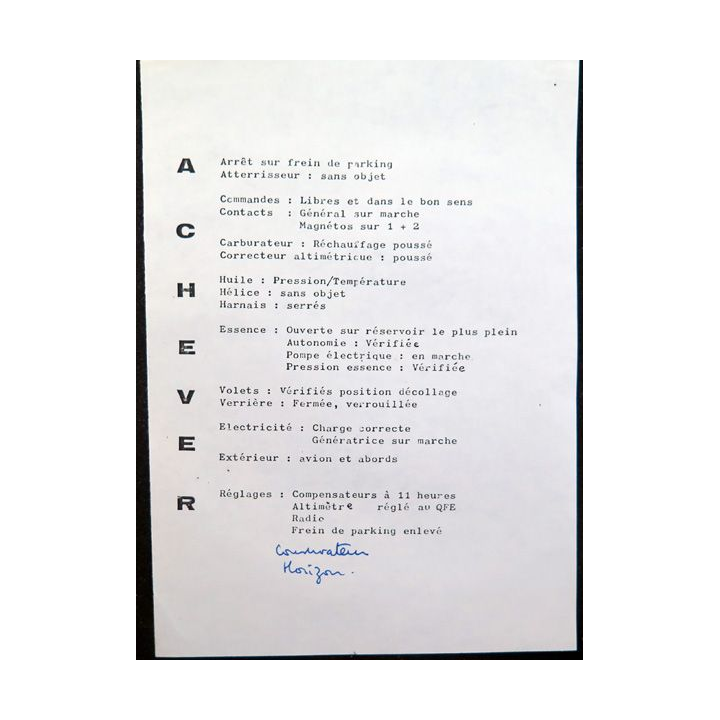 A
Arrêt sur frein de parking
Atterrisseur : sans objet
C
Commandes : Libres et dans le bon sens
Contacts : Général sur marche
Magnétos sur 1 + 2
Carburateur : Réchauffage poussé
Correcteur altimétrique : poussé
H
Huile : Pression/Température
Hélice : sans objet
Harnais : serrés
E
Essence : Ouverte sur réservoir le plus plein
Autonomie : Vérifiée
Pompe électrique : en marche
Pression essence : Vérifiée
V
Volets : Vérifiés position décollage
Verrière : Fermée, verrouillée
E
Electricité : Charge correcte
Génératrice sur marche
Extérieur : avion et abords
R
Réglages : Compensateurs à 11 heures
Altimètre réglé au QFE
Radio
Frein de parking enlevé
Conservateur
Horizon.